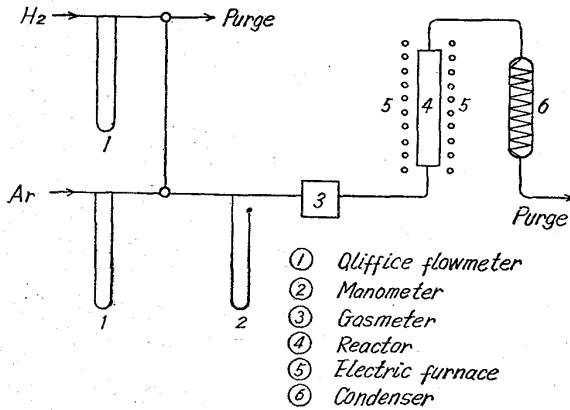 H2
Purge
1
5
4
5
6
Ar
3
Purge
1
2
① Oliffice flowmeter
② Manometer
③ Gasmeter
④ Reactor
⑤ Electric furnace
⑥ Condenser